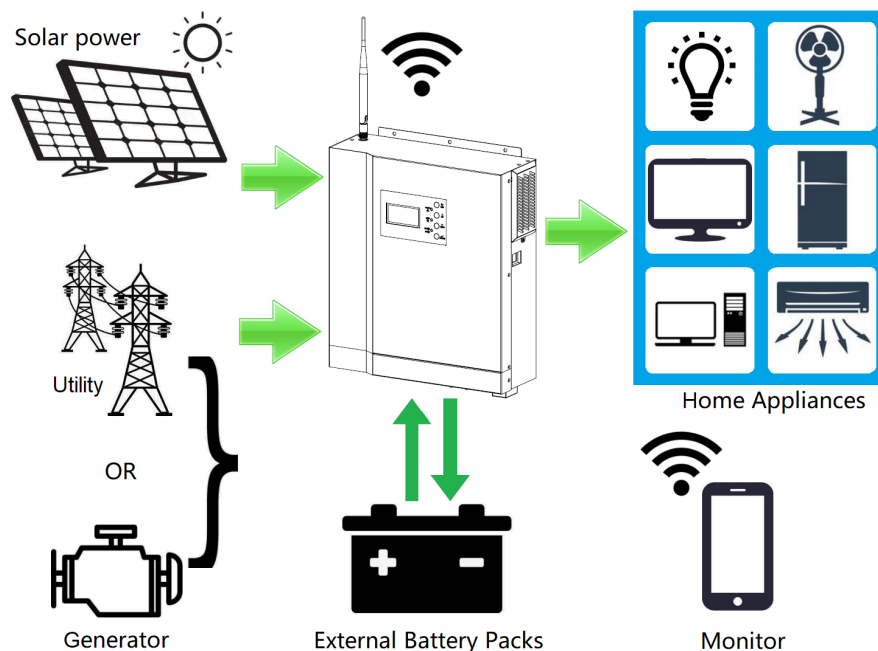 Solar power
Utility
OR
Generator
External Battery Packs
Home Appliances
Monitor